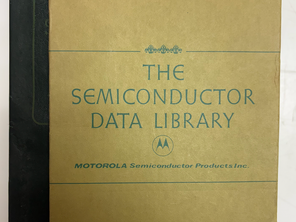 THE
SEMICONDUCTOR
DATA LIBRARY
MOTOROLA Semiconductor Products Inc.